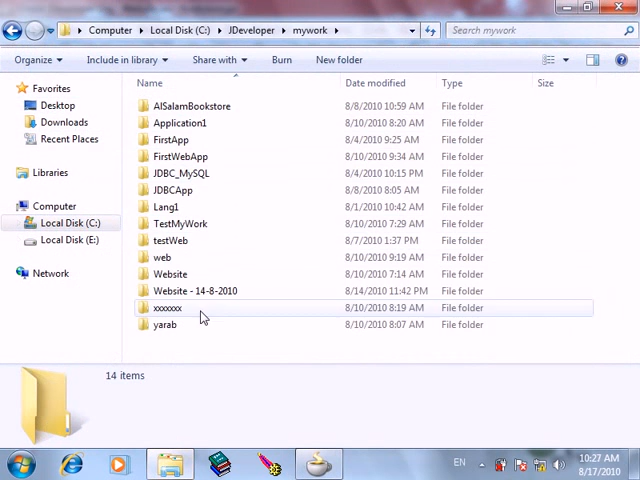 Computer Local Disk (C:) JDeveloper mywork Search mywork
Organize Include in library Share with Burn New folder
Name Date modified Type Size
Favorites
Desktop
Downloads
Recent Places
Libraries
Computer
Local Disk (C:)
Local Disk (E:)
Network
AlSalamBookstore 8/8/2010 10:59 AM File folder
Application1 8/10/2010 8:20 AM File folder
FirstApp 8/4/2010 9:25 AM File folder
FirstWebApp 8/10/2010 9:34 AM File folder
JDBC_MySQL 8/4/2010 10:15 PM File folder
JDBCApp 8/8/2010 8:05 AM File folder
Lang1 8/1/2010 10:42 AM File folder
TestMyWork 8/10/2010 7:29 AM File folder
testWeb 8/7/2010 1:37 PM File folder
web 8/10/2010 9:19 AM File folder
Website 8/10/2010 7:14 AM File folder
Website - 14-8-2010 8/14/2010 11:42 PM File folder
xxxxxxx 8/10/2010 8:19 AM File folder
yarab 8/10/2010 8:07 AM File folder
14 items
EN 10:27 AM
8/17/2010